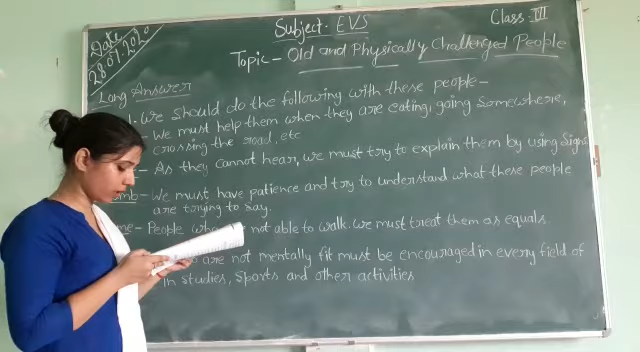 Date
28.07.2020
Subject - EVS
Class - VII
Topic - Old and Physically Challenged People
Long Answer
1. We should do the following with these people -
- We must help them when they are eating, going somewhere,
crossing the road, etc
- As they cannot hear, we must try to explain them by using Signs
mb - We must have patience and try to understand what these people
are trying to say.
me - People who not able to walk. We must treat them as equals
are not mentally fit must be encouraged in every field of
in studies, sports and other activities